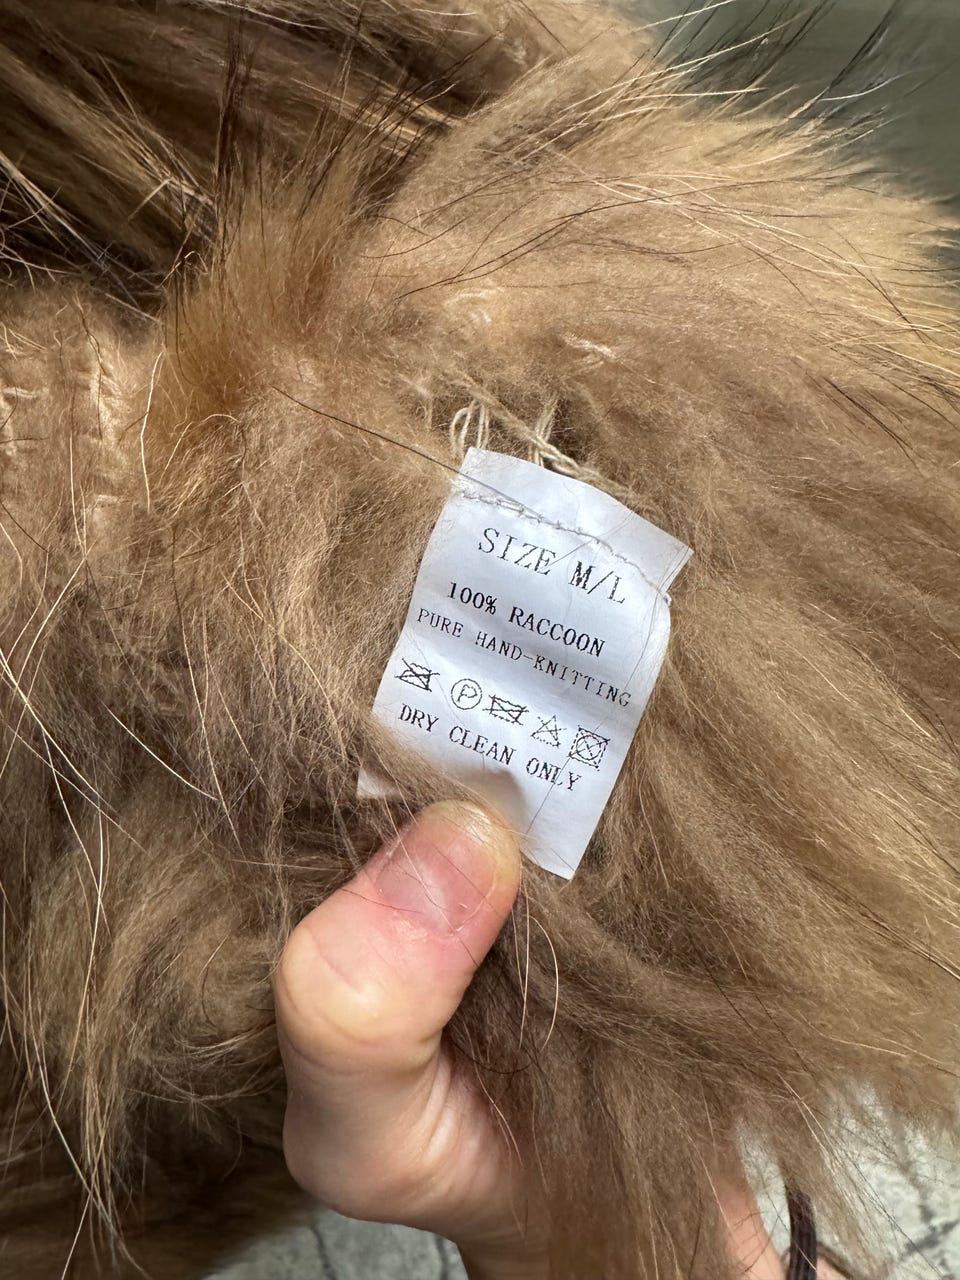 SIZE M/L
100% RACCOON
PURE HAND-KNITTING
P
DRY CLEAN ONLY